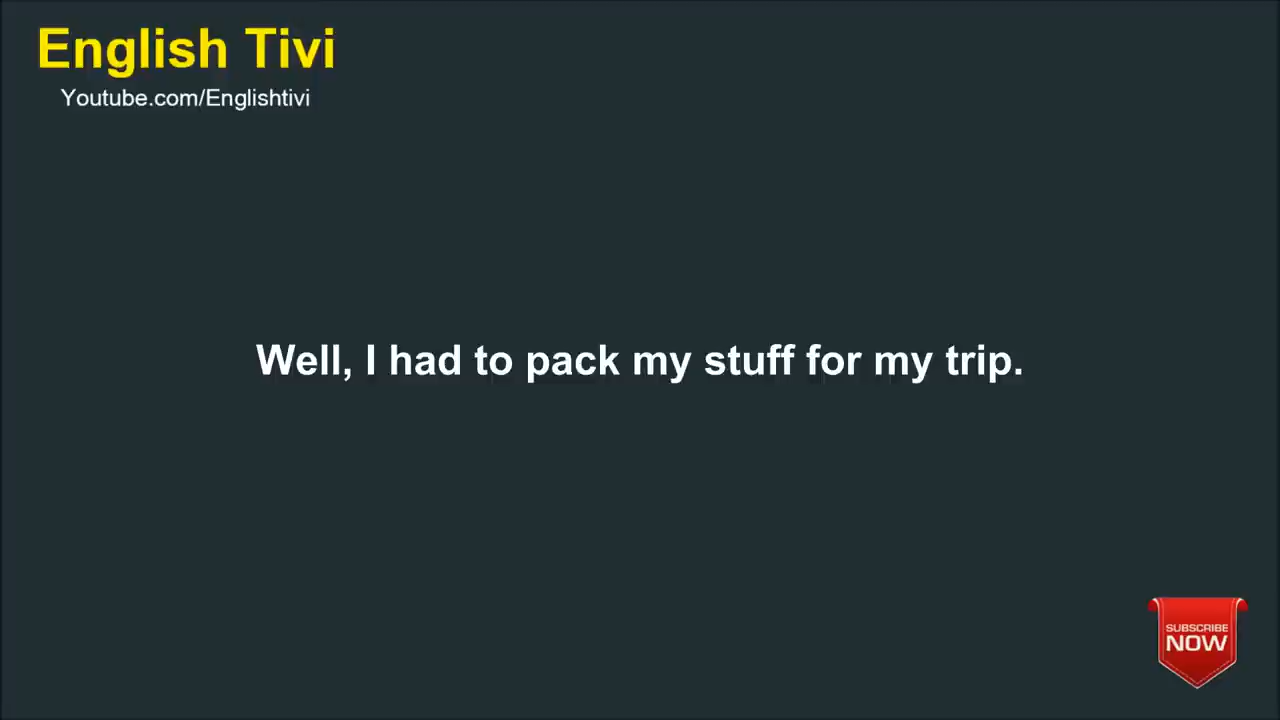 English Tivi
Youtube.com/Englishtivi
Well, I had to pack my stuff for my trip.
SUBSCRIBE
NOW